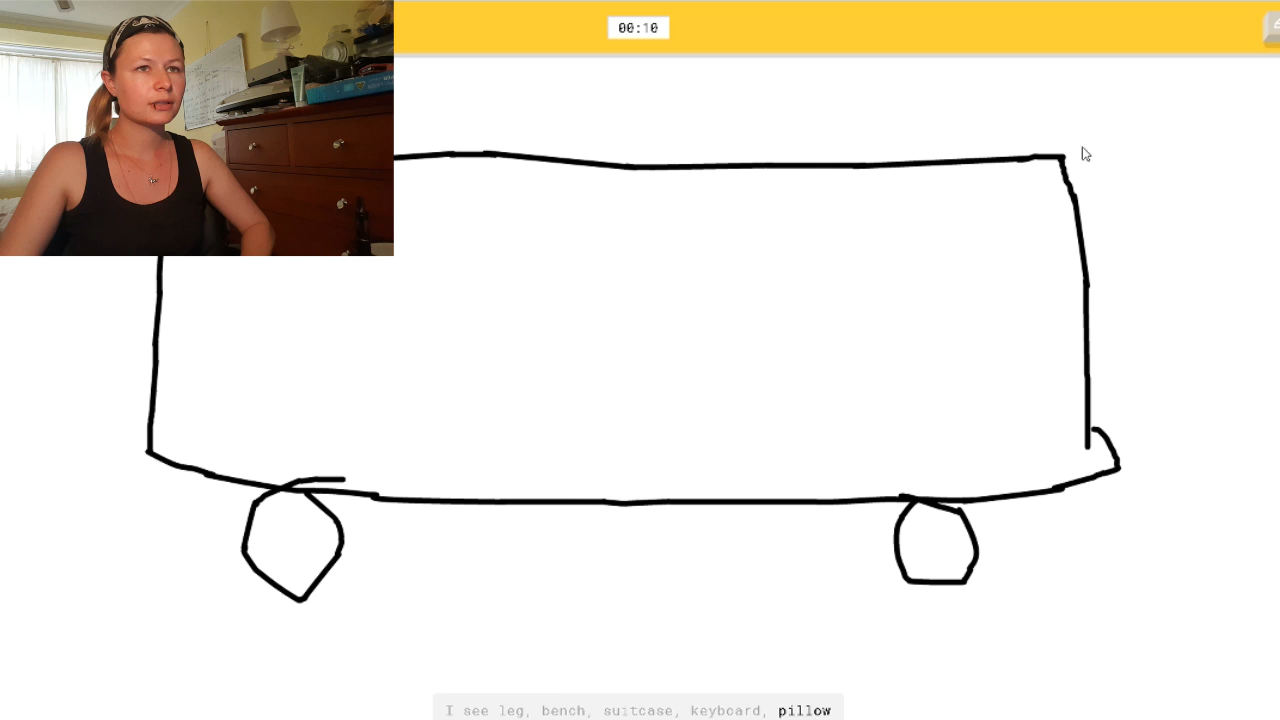 00:10
I see leg, bench, suitcase, keyboard, pillow